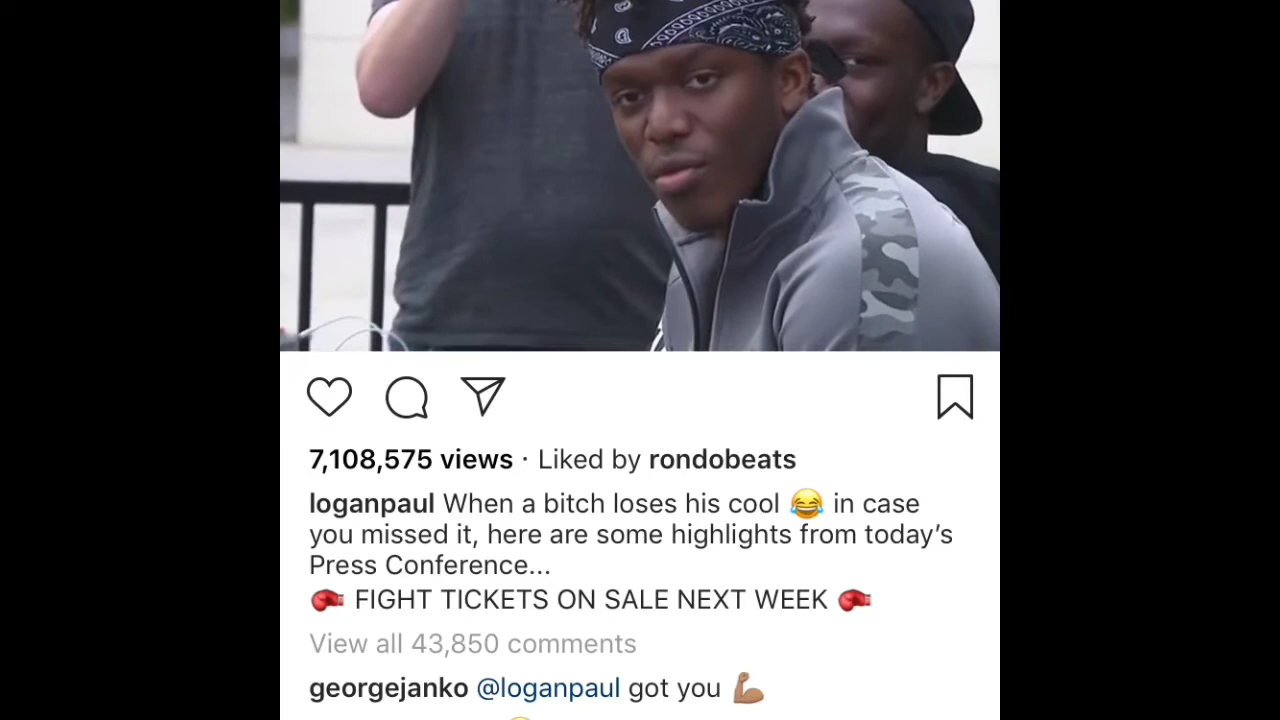 7,108,575 views · Liked by rondobeats
loganpaul When a bitch loses his cool 😂 in case
you missed it, here are some highlights from today’s
Press Conference...
🥊 FIGHT TICKETS ON SALE NEXT WEEK 🥊
View all 43,850 comments
georgejanko @loganpaul got you 💪🏽